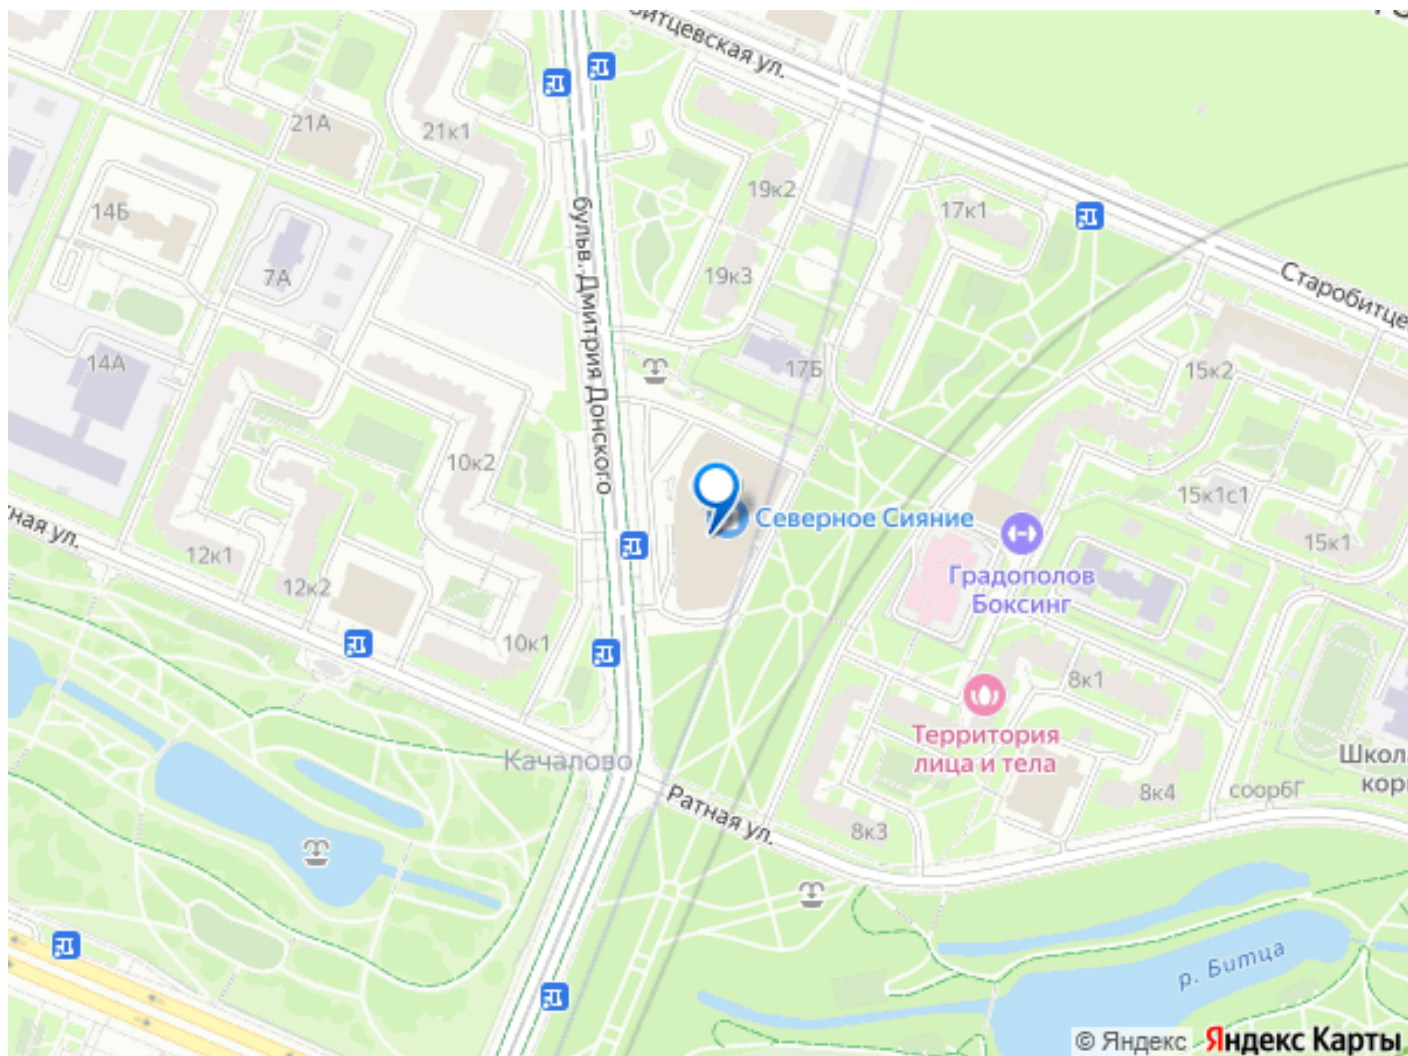 битцевская ул.
21А
21к1
19к2
14Б
17к1
бульв. Дмитрия Донского
7А
19к3
Старобитце
14А
17Б
15к2
10к2
15к1с1
ная ул.
Северное Сияние
12к1
15к1
Градополов
Боксинг
12к2
10к1
8к1
Территория
лица и тела
Качалово
Школа
кор
Ратная ул.
8к4
соор6Г
8к3
р. Битца
© Яндекс
Яндекс Карты